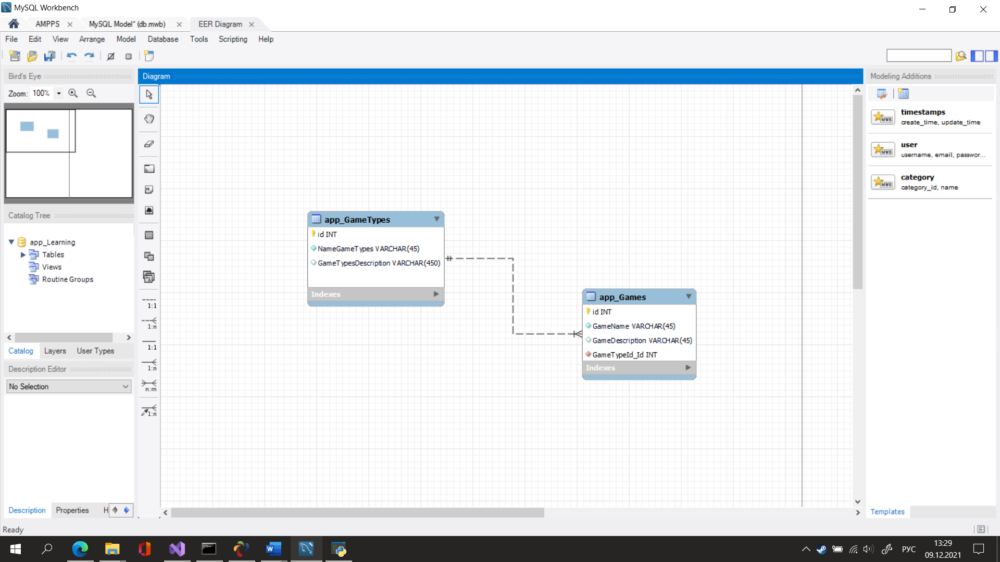 MySQL Workbench
AMPPS
MySQL Model* (db.mwb)
EER Diagram
File Edit View Arrange Model Database Tools Scripting Help
Bird's Eye
Zoom: 100%
Diagram
Modeling Additions
timestamps
create_time, update_time
user
username, email, passwor...
category
category_id, name
Catalog Tree
app_Learning
Tables
Views
Routine Groups
Catalog Layers User Types
Description Editor
No Selection
Description Properties H
1:1
1:n
1:1
1:n
n:m
1:n
app_GameTypes
id INT
NameGameTypes VARCHAR(45)
GameTypesDescription VARCHAR(450)
Indexes
app_Games
id INT
GameName VARCHAR(45)
GameDescription VARCHAR(45)
GameTypeId_Id INT
Indexes
Templates
Ready
РУС
13:29
09.12.2021